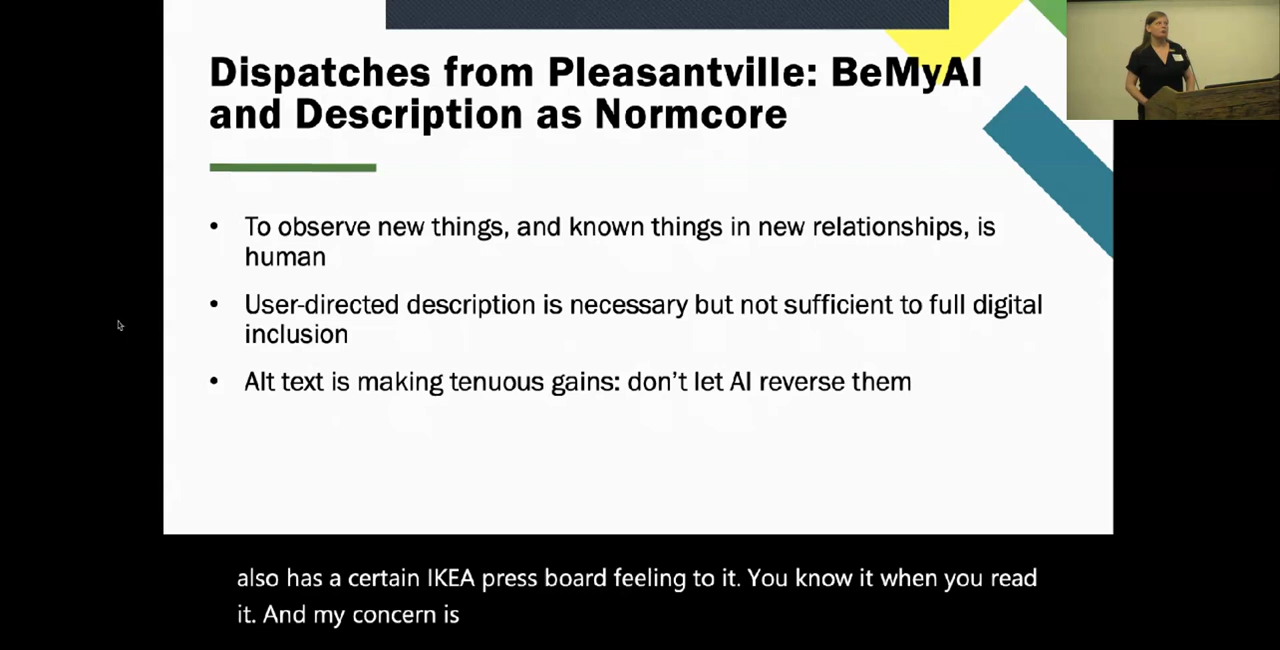 Dispatches from Pleasantville: BeMyAI
and Description as Normcore
• To observe new things, and known things in new relationships, is
human
• User-directed description is necessary but not sufficient to full digital
inclusion
• Alt text is making tenuous gains: don’t let AI reverse them
also has a certain IKEA press board feeling to it. You know it when you read
it. And my concern is